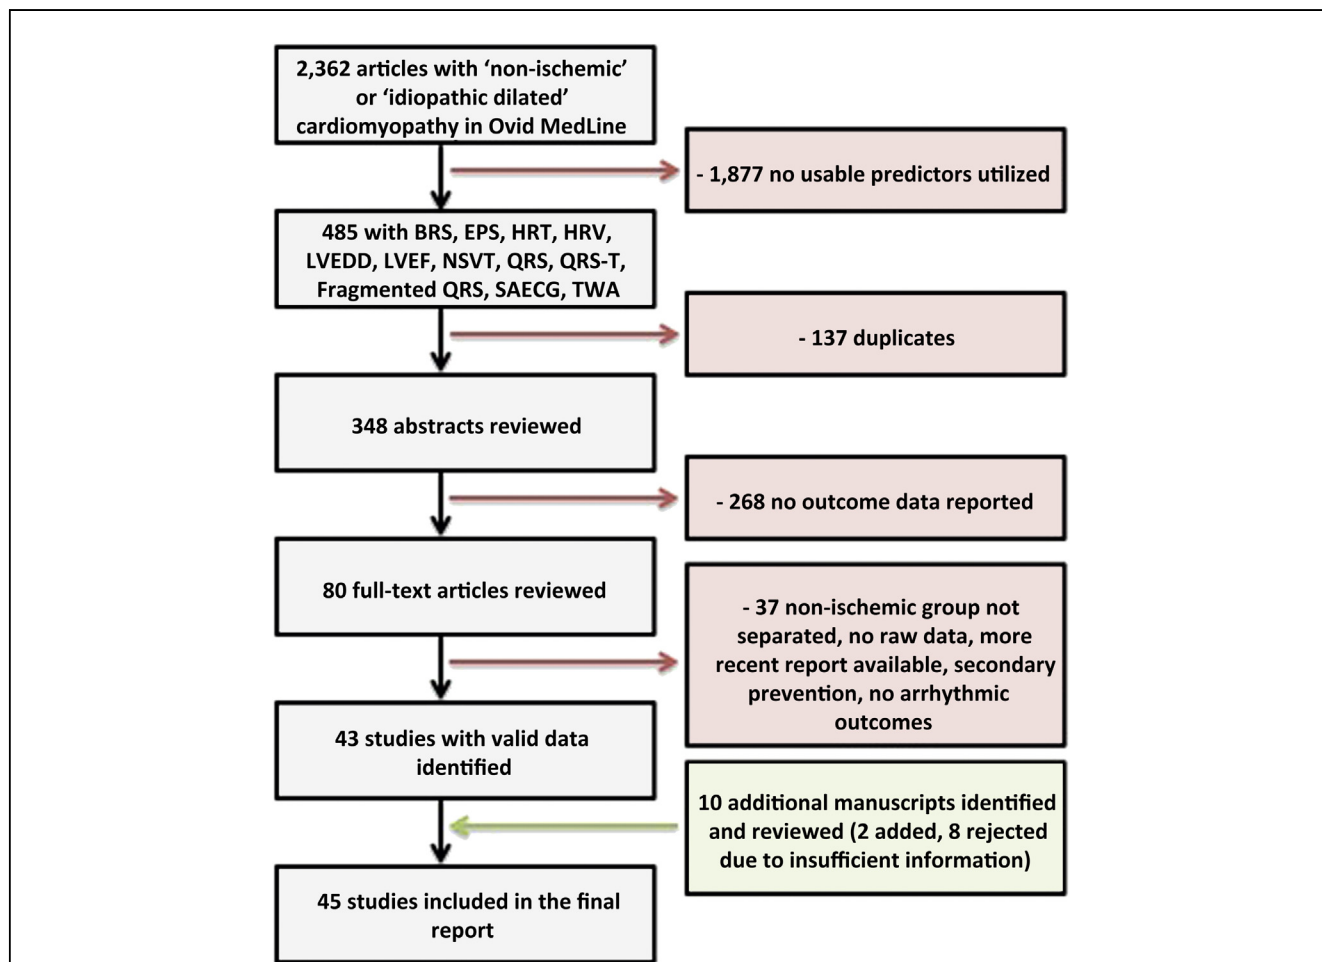 2,362 articles with ‘non-ischemic’
or ‘idiopathic dilated’
cardiomyopathy in Ovid MedLine
- 1,877 no usable predictors utilized
485 with BRS, EPS, HRT, HRV,
LVEDD, LVEF, NSVT, QRS, QRS-T,
Fragmented QRS, SAECG, TWA
- 137 duplicates
348 abstracts reviewed
- 268 no outcome data reported
80 full-text articles reviewed
- 37 non-ischemic group not
separated, no raw data, more
recent report available, secondary
prevention, no arrhythmic
outcomes
43 studies with valid data
identified
10 additional manuscripts identified
and reviewed (2 added, 8 rejected
due to insufficient information)
45 studies included in the final
report